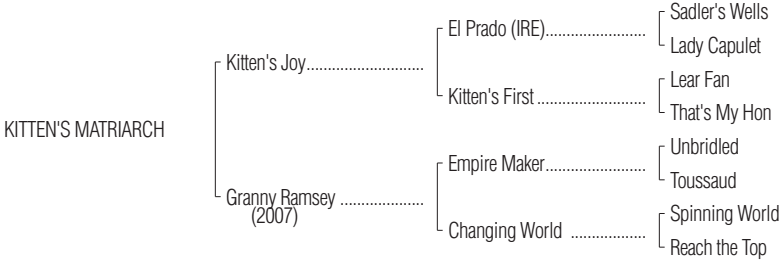 Sadler's Wells
El Prado (IRE)........................
Lady Capulet
Kitten's Joy............................
Lear Fan
Kitten's First ..........................
That's My Hon
KITTEN'S MATRIARCH
Unbridled
Empire Maker........................
Toussaud
Granny Ramsey ....................
(2007)
Spinning World
Changing World ..................
Reach the Top